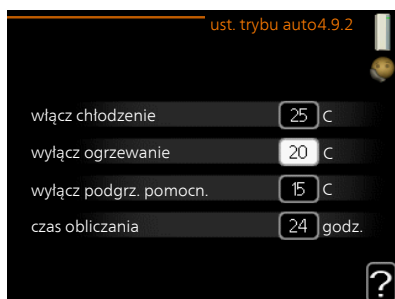 ust. trybu auto4.9.2
włącz chłodzenie 25 C
wyłącz ogrzewanie 20 C
wyłącz podgrz. pomocn. 15 C
czas obliczania 24 godz.
?